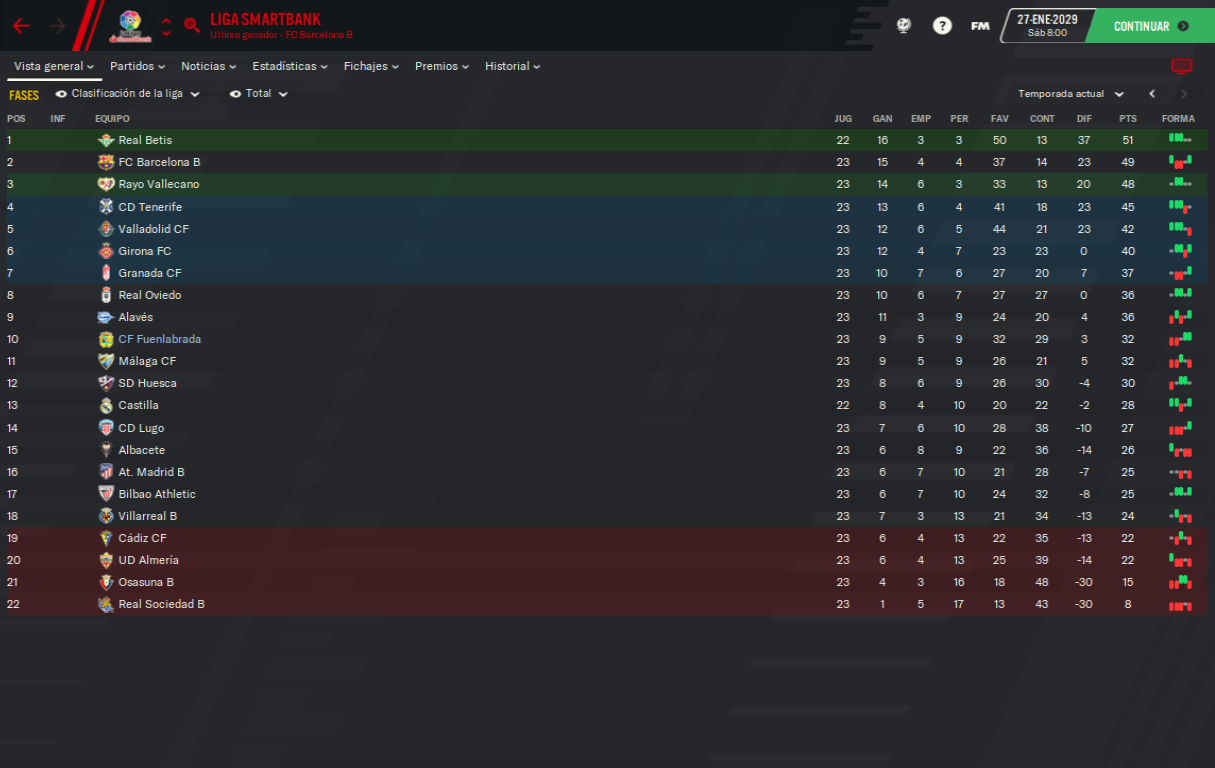 LIGA SMARTBANK
Último ganador - FC Barcelona B
?
FM
27-ENE-2029
Sáb 8:00
CONTINUAR
Vista general Partidos Noticias Estadísticas Fichajes Premios Historial
FASES Clasificación de la liga Total Temporada actual
POS INF EQUIPO JUG GAN EMP PER FAV CONT DIF PTS FORMA
1 Real Betis 22 16 3 3 50 13 37 51
2 FC Barcelona B 23 15 4 4 37 14 23 49
3 Rayo Vallecano 23 14 6 3 33 13 20 48
4 CD Tenerife 23 13 6 4 41 18 23 45
5 Valladolid CF 23 12 6 5 44 21 23 42
6 Girona FC 23 12 4 7 23 23 0 40
7 Granada CF 23 10 7 6 27 20 7 37
8 Real Oviedo 23 10 6 7 27 27 0 36
9 Alavés 23 11 3 9 24 20 4 36
10 CF Fuenlabrada 23 9 5 9 32 29 3 32
11 Málaga CF 23 9 5 9 26 21 5 32
12 SD Huesca 23 8 6 9 26 30 -4 30
13 Castilla 22 8 4 10 20 22 -2 28
14 CD Lugo 23 7 6 10 28 38 -10 27
15 Albacete 23 6 8 9 22 36 -14 26
16 At. Madrid B 23 6 7 10 21 28 -7 25
17 Bilbao Athletic 23 6 7 10 24 32 -8 25
18 Villarreal B 23 7 3 13 21 34 -13 24
19 Cádiz CF 23 6 4 13 22 35 -13 22
20 UD Almería 23 6 4 13 25 39 -14 22
21 Osasuna B 23 4 3 16 18 48 -30 15
22 Real Sociedad B 23 1 5 17 13 43 -30 8